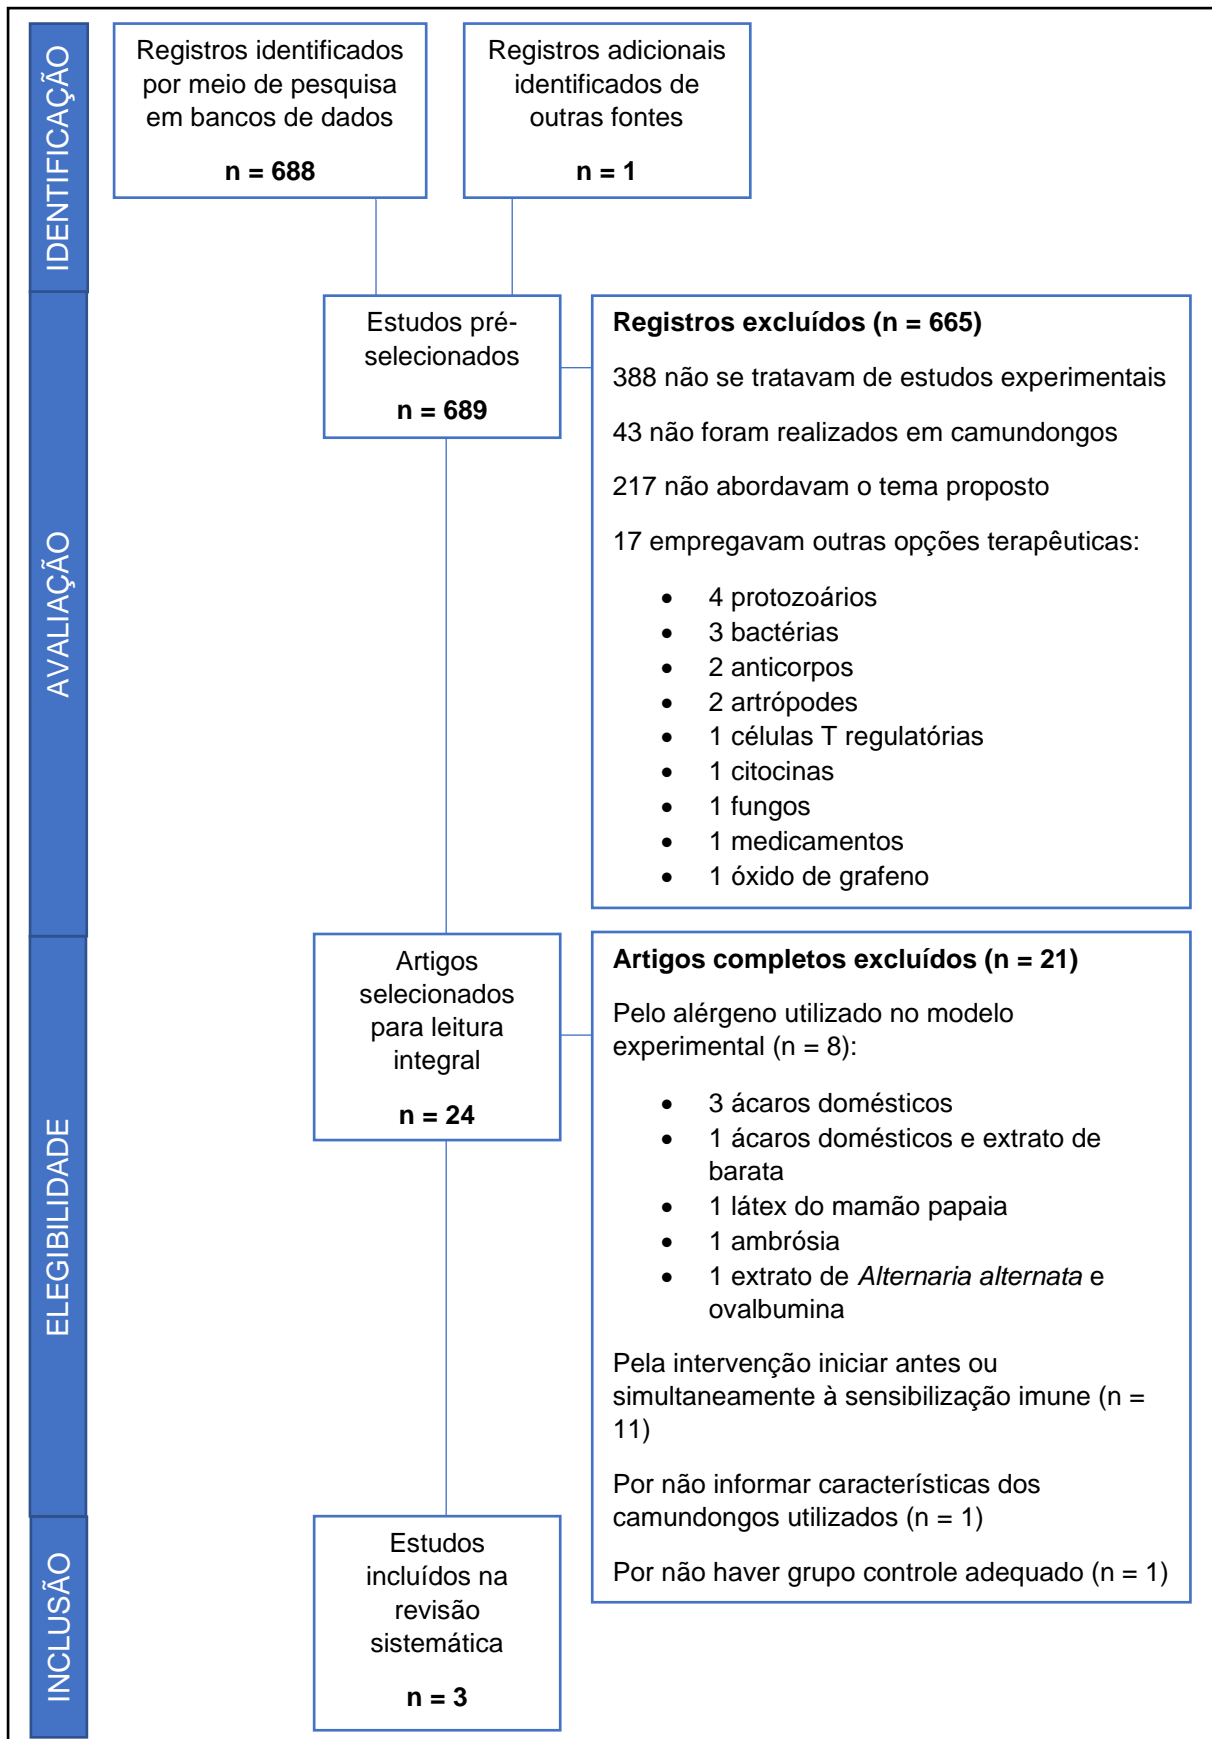 IDENTIFICAÇÃO
Registros identificados
por meio de pesquisa
em bancos de dados
n = 688
Registros adicionais
identificados de
outras fontes
n = 1
AVALIAÇÃO
Estudos pré-
selecionados
n = 689
Registros excluídos (n = 665)
388 não se tratavam de estudos experimentais
43 não foram realizados em camundongos
217 não abordavam o tema proposto
17 empregavam outras opções terapêuticas:
• 4 protozoários
• 3 bactérias
• 2 anticorpos
• 2 artrópodes
• 1 células T regulatórias
• 1 citocinas
• 1 fungos
• 1 medicamentos
• 1 óxido de grafeno
ELEGIBILIDADE
Artigos
selecionados
para leitura
integral
n = 24
Artigos completos excluídos (n = 21)
Pelo alérgeno utilizado no modelo
experimental (n = 8):
• 3 ácaros domésticos
• 1 ácaros domésticos e extrato de
barata
• 1 látex do mamão papaia
• 1 ambrósia
• 1 extrato de Alternaria alternata e
ovalbumina
Pela intervenção iniciar antes ou
simultaneamente à sensibilização imune (n =
11)
Por não informar características dos
camundongos utilizados (n = 1)
Por não haver grupo controle adequado (n = 1)
INCLUSÃO
Estudos
incluídos na
revisão
sistemática
n = 3